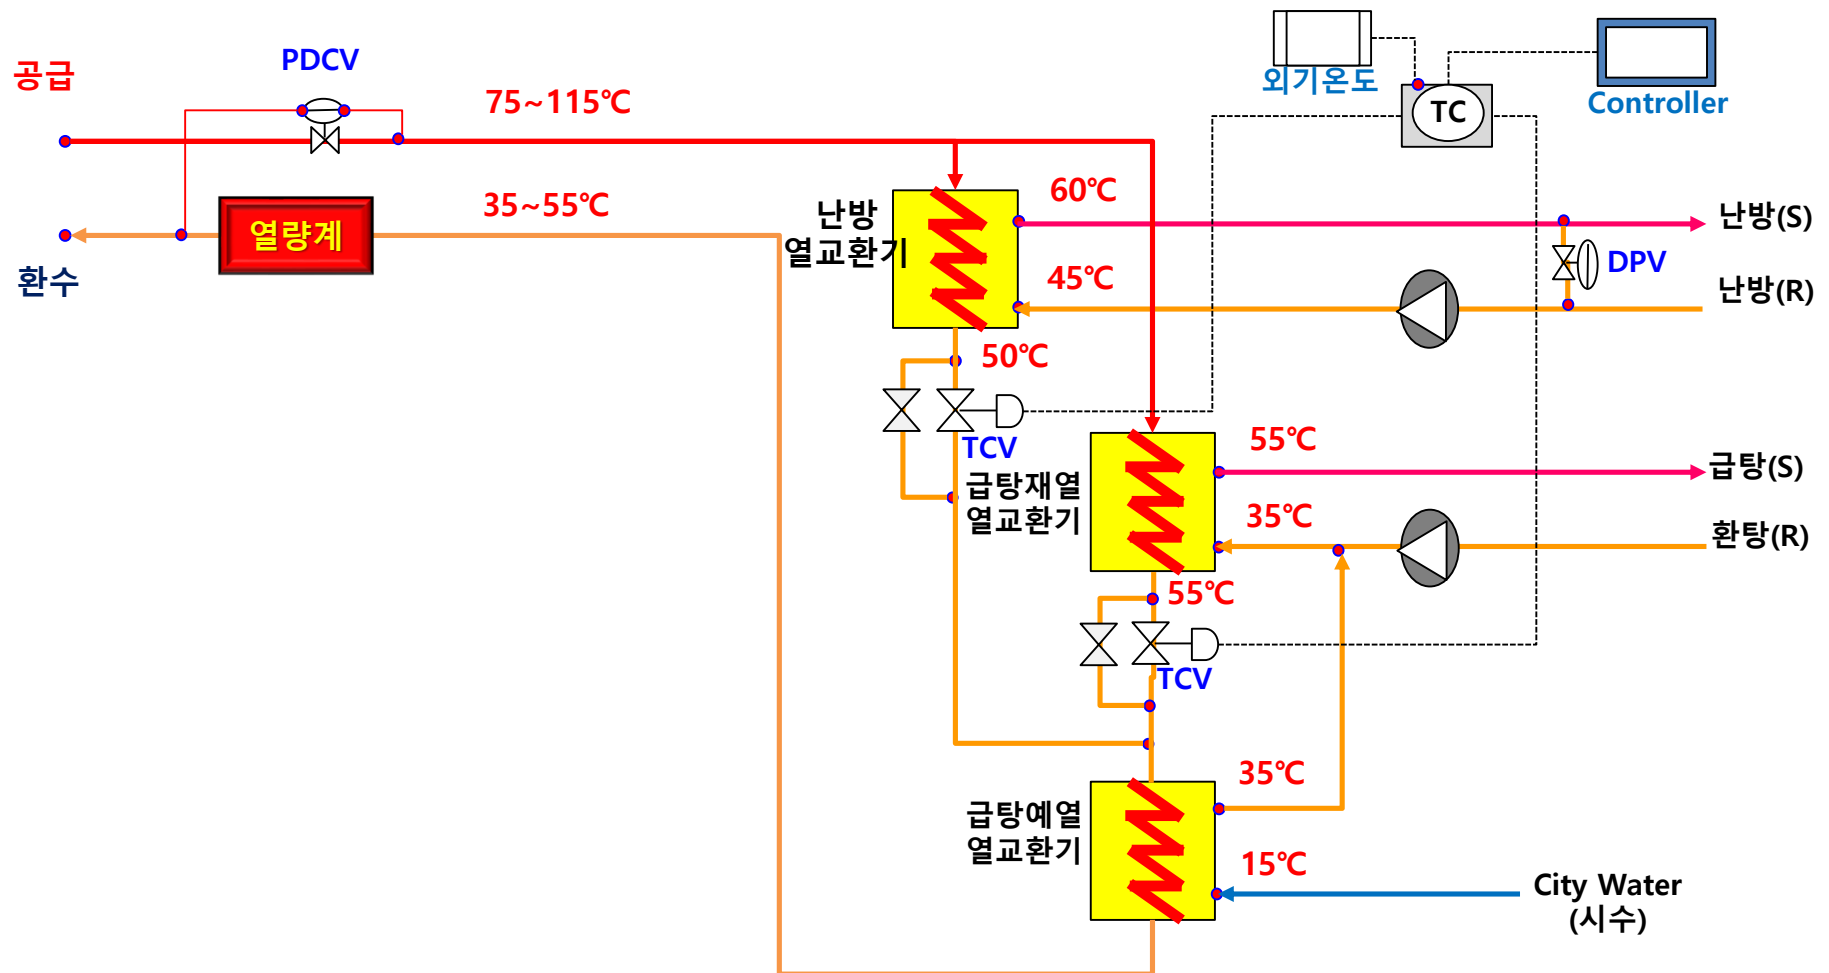 공급
PDCV
75~115℃
외기온도
Controller
TC
환수
열량계
35~55℃
난방
열교환기
60℃
45℃
난방(S)
DPV
난방(R)
50℃
TCV
급탕재열
열교환기
55℃
35℃
급탕(S)
환탕(R)
55℃
TCV
급탕예열
열교환기
35℃
15℃
City Water
(시수)